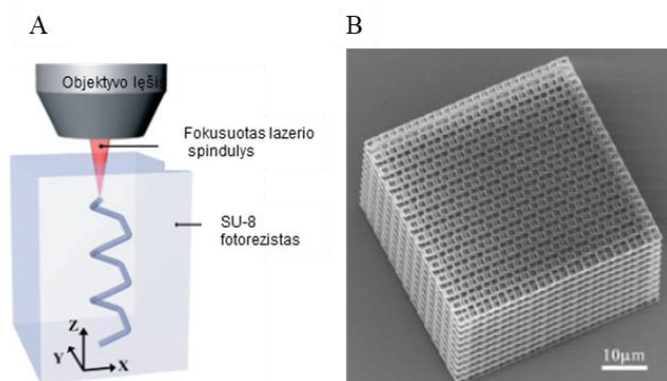 A
B
Objektyvo lęšis
Fokusuotas lazerio
spindulys
SU-8
fotorezistas
Z
Y
X
10µm